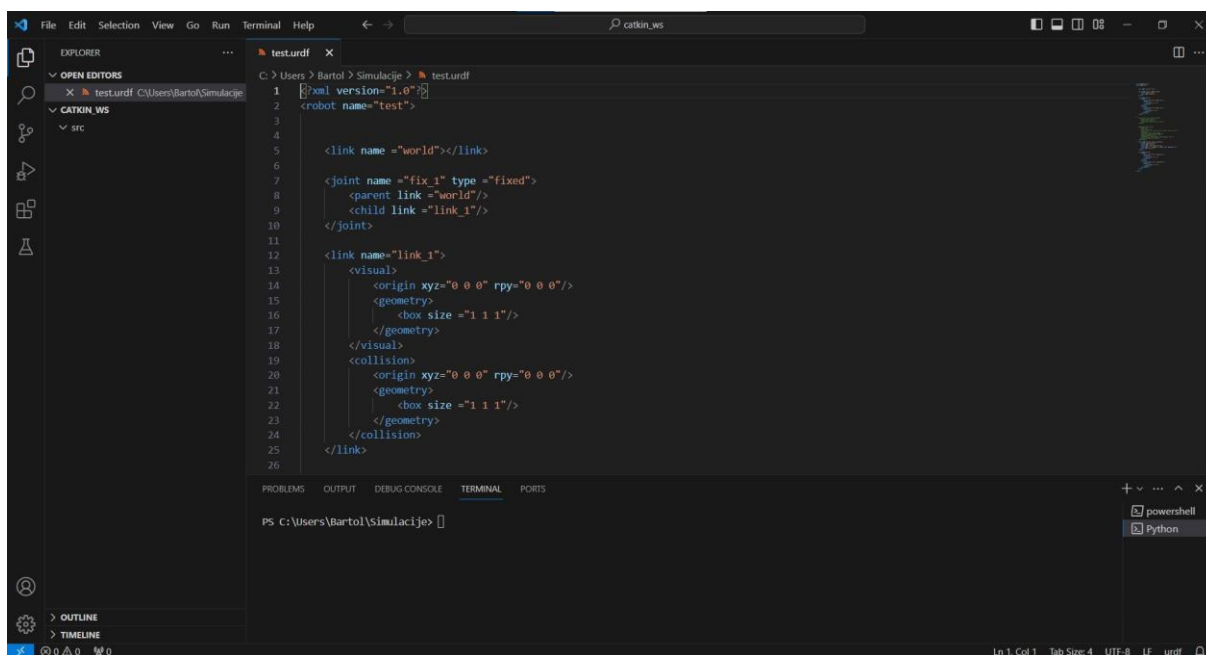 File Edit Selection View Go Run Terminal Help
catkin_ws
EXPLORER
OPEN EDITORS
test.urdf C:\Users\Bartol\Simulacije
CATKIN_WS
src
test.urdf
C: > Users > Bartol > Simulacije > test.urdf
1 <?xml version="1.0"?>
2 <robot name="test">
3
4
5 <link name ="world"></link>
6
7 <joint name ="fix_1" type ="fixed">
8 <parent link ="world"/>
9 <child link ="link_1"/>
10 </joint>
11
12 <link name="link_1">
13 <visual>
14 <origin xyz="0 0 0" rpy="0 0 0"/>
15 <geometry>
16 <box size ="1 1 1"/>
17 </geometry>
18 </visual>
19 <collision>
20 <origin xyz="0 0 0" rpy="0 0 0"/>
21 <geometry>
22 <box size ="1 1 1"/>
23 </geometry>
24 </collision>
25 </link>
26
PROBLEMS OUTPUT DEBUG CONSOLE TERMINAL PORTS
PS C:\Users\Bartol\Simulacije>
powershell
Python
OUTLINE
TIMELINE
0 0 0
Ln 1, Col 1 Tab Size: 4 UTF-8 LF urdf